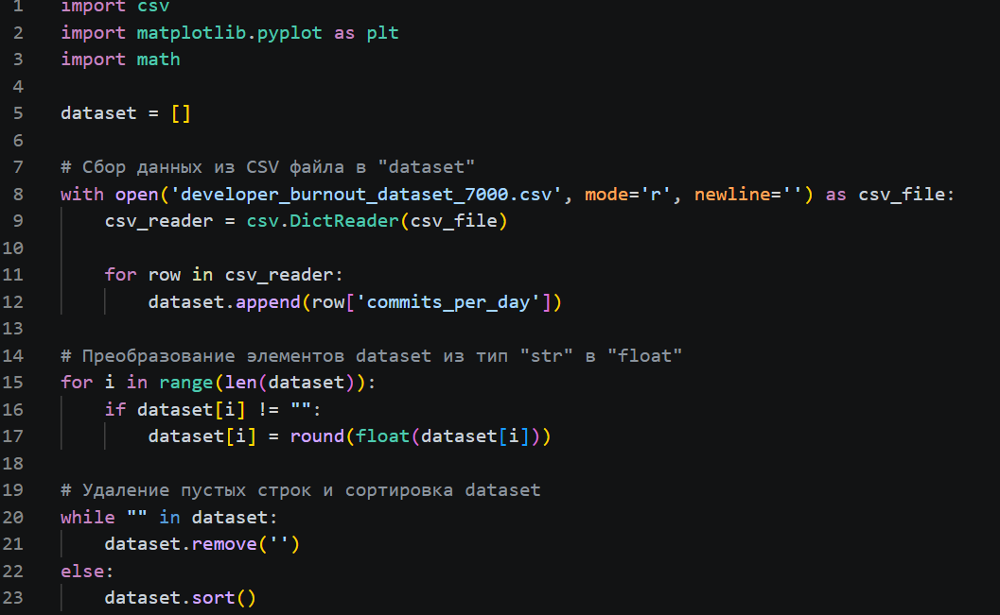 1 import csv
2 import matplotlib.pyplot as plt
3 import math
4
5 dataset = []
6
7 # Сбор данных из CSV файла в "dataset"
8 with open('developer_burnout_dataset_7000.csv', mode='r', newline='') as csv_file:
9     csv_reader = csv.DictReader(csv_file)
10
11     for row in csv_reader:
12         dataset.append(row['commits_per_day'])
13
14 # Преобразование элементов dataset из тип "str" в "float"
15 for i in range(len(dataset)):
16     if dataset[i] != "":
17         dataset[i] = round(float(dataset[i]))
18
19 # Удаление пустых строк и сортировка dataset
20 while "" in dataset:
21     dataset.remove('')
22 else:
23     dataset.sort()